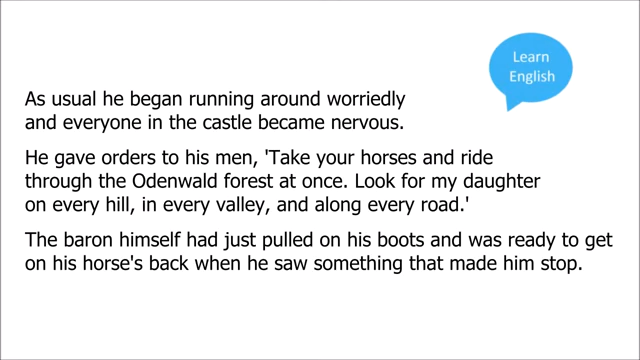 Learn
English
As usual he began running around worriedly
and everyone in the castle became nervous.
He gave orders to his men, 'Take your horses and ride
through the Odenwald forest at once. Look for my daughter
on every hill, in every valley, and along every road.'
The baron himself had just pulled on his boots and was ready to get
on his horse's back when he saw something that made him stop.